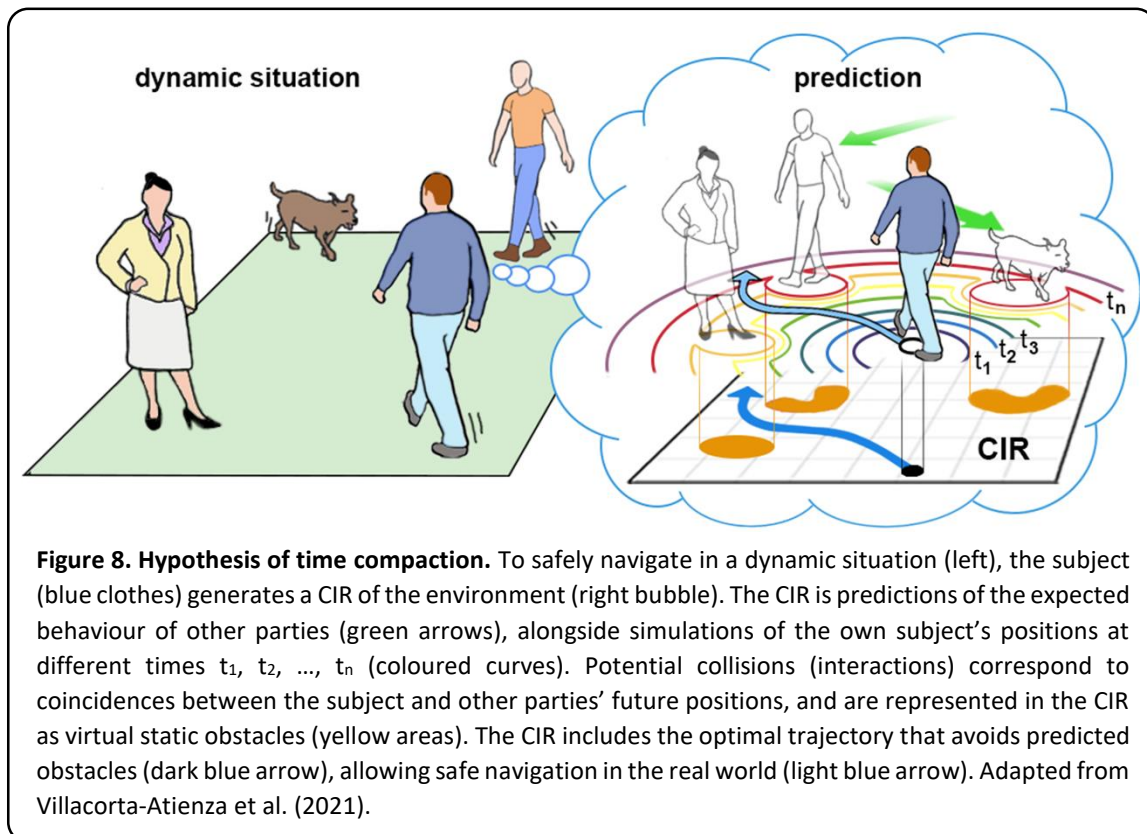 dynamic situation
prediction
tn
t3
t2
t1
CIR
Figure 8. Hypothesis of time compaction. To safely navigate in a dynamic situation (left), the subject
(blue clothes) generates a CIR of the environment (right bubble). The CIR is predictions of the expected
behaviour of other parties (green arrows), alongside simulations of the own subject’s positions at
different times t1, t2, ..., tn (coloured curves). Potential collisions (interactions) correspond to
coincidences between the subject and other parties’ future positions, and are represented in the CIR
as virtual static obstacles (yellow areas). The CIR includes the optimal trajectory that avoids predicted
obstacles (dark blue arrow), allowing safe navigation in the real world (light blue arrow). Adapted from
Villacorta-Atienza et al. (2021).